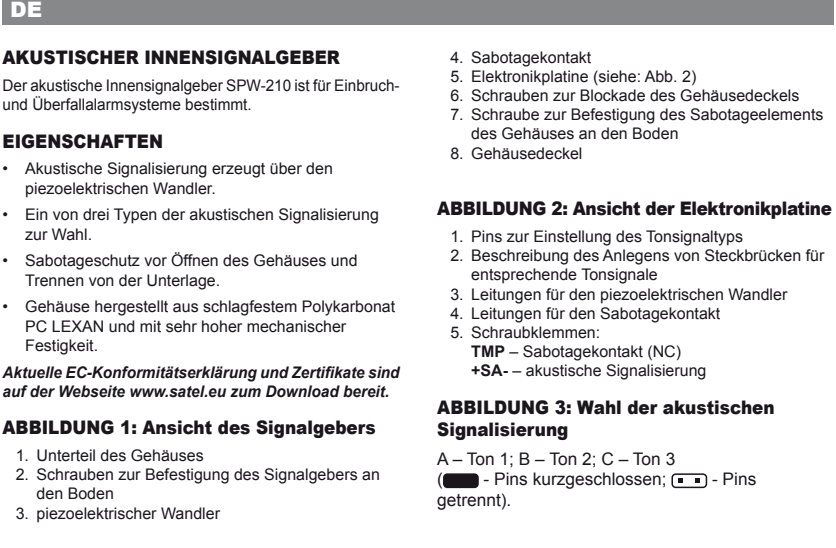 DE
AKUSTISCHER INNENSIGNALGEBER
Der akustische Innensignalgeber SPW-210 ist für Einbruch-
und Überfallalarmsysteme bestimmt.
EIGENSCHAFTEN
• Akustische Signalisierung erzeugt über den
piezoelektrischen Wandler.
• Ein von drei Typen der akustischen Signalisierung
zur Wahl.
• Sabotageschutz vor Öffnen des Gehäuses und
Trennen von der Unterlage.
• Gehäuse hergestellt aus schlagfestem Polykarbonat
PC LEXAN und mit sehr hoher mechanischer
Festigkeit.
Aktuelle EC-Konformitätserklärung und Zertifikate sind
auf der Webseite www.satel.eu zum Download bereit.
ABBILDUNG 1: Ansicht des Signalgebers
1. Unterteil des Gehäuses
2. Schrauben zur Befestigung des Signalgebers an
den Boden
3. piezoelektrischer Wandler
4. Sabotagekontakt
5. Elektronikplatine (siehe: Abb. 2)
6. Schrauben zur Blockade des Gehäusedeckels
7. Schraube zur Befestigung des Sabotageelements
des Gehäuses an den Boden
8. Gehäusedeckel
ABBILDUNG 2: Ansicht der Elektronikplatine
1. Pins zur Einstellung des Tonsignaltyps
2. Beschreibung des Anlegens von Steckbrücken für
entsprechende Tonsignale
3. Leitungen für den piezoelektrischen Wandler
4. Leitungen für den Sabotagekontakt
5. Schraubklemmen:
TMP – Sabotagekontakt (NC)
+SA- – akustische Signalisierung
ABBILDUNG 3: Wahl der akustischen
Signalisierung
A – Ton 1; B – Ton 2; C – Ton 3
( - Pins kurzgeschlossen; - Pins
getrennt).